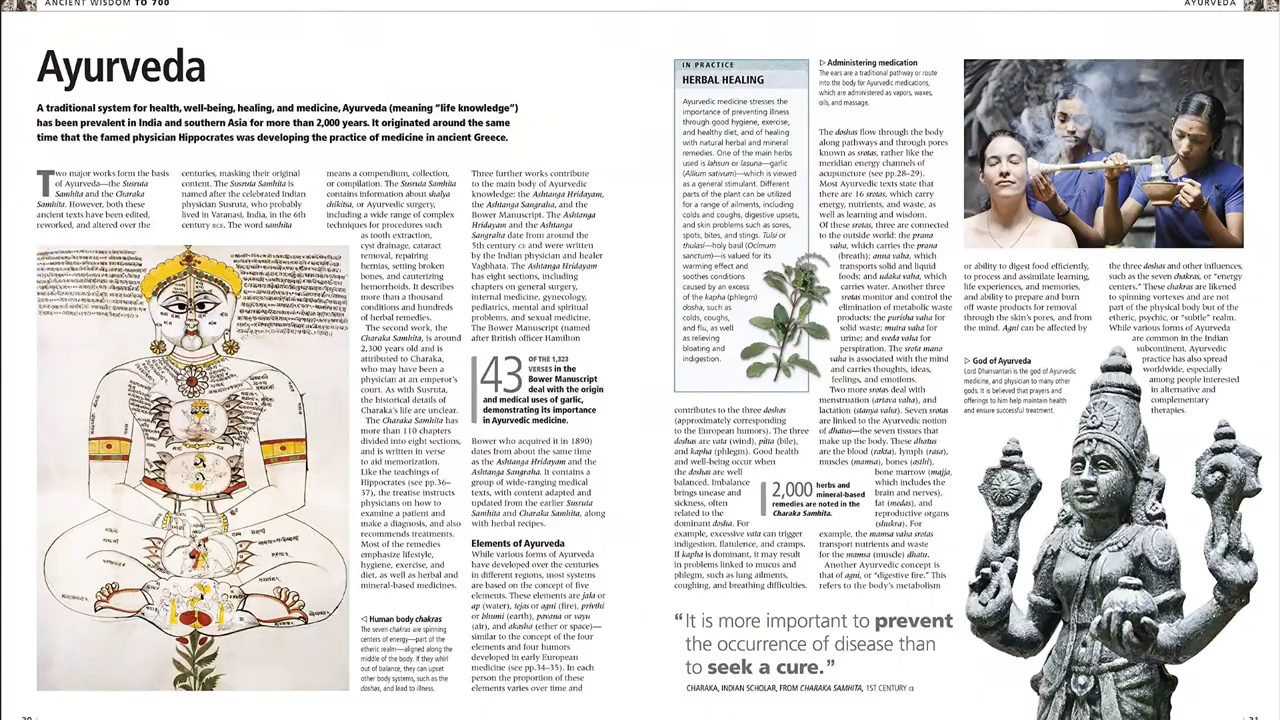 ANCIENT WISDOM TO 700
AYURVEDA
Ayurveda
A traditional system for health, well-being, healing, and medicine, Ayurveda (meaning "life knowledge")
has been prevalent in India and southern Asia for more than 2,000 years. It originated around the same
time that the famed physician Hippocrates was developing the practice of medicine in ancient Greece.
Two major works form the basis
of Ayurveda—the Susruta
Samhita and the Charaka
Samhita. However, both these
ancient texts have been edited,
reworked, and altered over the
centuries, masking their original
content. The Susruta Samhita is
named after the celebrated Indian
physician Susruta, who probably
lived in Varanasi, India, in the 6th
century BCE. The word samhita
means a compendium, collection,
or compilation. The Susruta Samhita
contains information about shalya
chikitsa, or Ayurvedic surgery,
including a wide range of complex
techniques for procedures such
as tooth extraction,
cyst drainage, cataract
removal, repairing
hernias, setting broken
bones, and cauterizing
hemorrhoids. It describes
more than a thousand
conditions and hundreds
of herbal remedies.
The second work, the
Charaka Samhita, is around
2,300 years old and is
attributed to Charaka,
who may have been a
physician at an emperor's
court. As with Susruta,
the historical details of
Charaka's life are unclear.
The Charaka Samhita has
more than 110 chapters
divided into eight sections,
and is written in verse
to aid memorization.
Like the teachings of
Hippocrates (see pp.36–
37), the treatise instructs
physicians on how to
examine a patient and
make a diagnosis, and also
recommends treatments.
Most of the remedies
emphasize lifestyle,
hygiene, exercise, and
diet, as well as herbal and
mineral-based medicines.
◁ Human body chakras
The seven chakras are spinning
centers of energy—part of the
etheric realm—aligned along the
middle of the body. If they whirl
out of balance, they can upset
other body systems, such as the
doshas, and lead to illness.
Three further works contribute
to the main body of Ayurvedic
knowledge: the Ashtanga Hridayam,
the Ashtanga Sangraha, and the
Bower Manuscript. The Ashtanga
Hridayam and the Ashtanga
Sangraha date from around the
5th century CE and were written
by the Indian physician and healer
Vagbhata. The Ashtanga Hridayam
has eight sections, including
chapters on general surgery,
internal medicine, gynecology,
pediatrics, mental and spiritual
problems, and sexual medicine.
The Bower Manuscript (named
after British officer Hamilton
43 OF THE 1,323
VERSES in the
Bower Manuscript
deal with the origin
and medical uses of garlic,
demonstrating its importance
in Ayurvedic medicine.
Bower who acquired it in 1890)
dates from about the same time
as the Ashtanga Hridayam and the
Ashtanga Sangraha. It contains a
group of wide-ranging medical
texts, with content adapted and
updated from the earlier Susruta
Samhita and Charaka Samhita, along
with herbal recipes.
Elements of Ayurveda
While various forms of Ayurveda
have developed over the centuries
in different regions, most systems
are based on the concept of five
elements. These elements are jala or
ap (water), tejas or agni (fire), privthi
or bhumi (earth), pavana or vayu
(air), and akasha (ether or space)—
similar to the concept of the four
elements and four humors
developed in early European
medicine (see pp.34–35). In each
person the proportion of these
elements varies over time and
IN PRACTICE
HERBAL HEALING
Ayurvedic medicine stresses the
importance of preventing illness
through good hygiene, exercise,
and healthy diet, and of healing
with natural herbal and mineral
remedies. One of the main herbs
used is lahsun or lasuna—garlic
(Allium sativum)—which is viewed
as a general stimulant. Different
parts of the plant can be utilized
for a range of ailments, including
colds and coughs, digestive upsets,
and skin problems such as sores,
spots, bites, and stings. Tulsi or
thulasi—holy basil (Ocimum
sanctum)—is valued for its
warming effect and
soothes conditions
caused by an excess
of the kapha (phlegm)
dosha, such as
colds, coughs,
and flu, as well
as relieving
bloating and
indigestion.
contributes to the three doshas
(approximately corresponding
to the European humors). The three
doshas are vata (wind), pitta (bile),
and kapha (phlegm). Good health
and well-being occur when
the doshas are well
balanced. Imbalance
brings unease and
sickness, often
related to the
dominant dosha. For
example, excessive vata can trigger
indigestion, flatulence, and cramps.
If kapha is dominant, it may result
in problems linked to mucus and
phlegm, such as lung ailments,
coughing, and breathing difficulties.
2,000 herbs and
mineral-based
remedies are noted in the
Charaka Samhita.
▷ Administering medication
The ears are a traditional pathway or route
into the body for Ayurvedic medications,
which are administered as vapors, waxes,
oils, and massage.
The doshas flow through the body
along pathways and through pores
known as srotas, rather like the
meridian energy channels of
acupuncture (see pp.28–29).
Most Ayurvedic texts state that
there are 16 srotas, which carry
energy, nutrients, and waste, as
well as learning and wisdom.
Of these srotas, three are connected
to the outside world: the prana
vaha, which carries the prana
(breath); anna vaha, which
transports solid and liquid
foods; and udaka vaha, which
carries water. Another three
srotas monitor and control the
elimination of metabolic waste
products: the purisha vaha for
solid waste; mutra vaha for
urine; and sveda vaha for
perspiration. The srota mano
vaha is associated with the mind
and carries thoughts, ideas,
feelings, and emotions.
Two more srotas deal with
menstruation (artava vaha), and
lactation (stanya vaha). Seven srotas
are linked to the Ayurvedic notion
of dhatus—the seven tissues that
make up the body. These dhatus
are the blood (rakta), lymph (rasa),
muscles (mamsa), bones (asthi),
bone marrow (majja,
which includes the
brain and nerves),
fat (medas), and
reproductive organs
(shukra). For
example, the mamsa vaha srotas
transport nutrients and waste
for the mamsa (muscle) dhatu.
Another Ayurvedic concept is
that of agni, or "digestive fire." This
refers to the body's metabolism
or ability to digest food efficiently,
to process and assimilate learning,
life experiences, and memories,
and ability to prepare and burn
off waste products for removal
through the skin's pores, and from
the mind. Agni can be affected by
the three doshas and other influences,
such as the seven chakras, or "energy
centers." These chakras are likened
to spinning vortexes and are not
part of the physical body but of the
etheric, psychic, or "subtle" realm.
While various forms of Ayurveda
are common in the Indian
subcontinent, Ayurvedic
practice has also spread
worldwide, especially
among people interested
in alternative and
complementary
therapies.
▷ God of Ayurveda
Lord Dhanvantari is the god of Ayurvedic
medicine, and physician to many other
gods. It is believed that prayers and
offerings to him help maintain health
and ensure successful treatment.
"It is more important to prevent
the occurrence of disease than
to seek a cure."
CHARAKA, INDIAN SCHOLAR, FROM CHARAKA SAMHITA, 1ST CENTURY CE